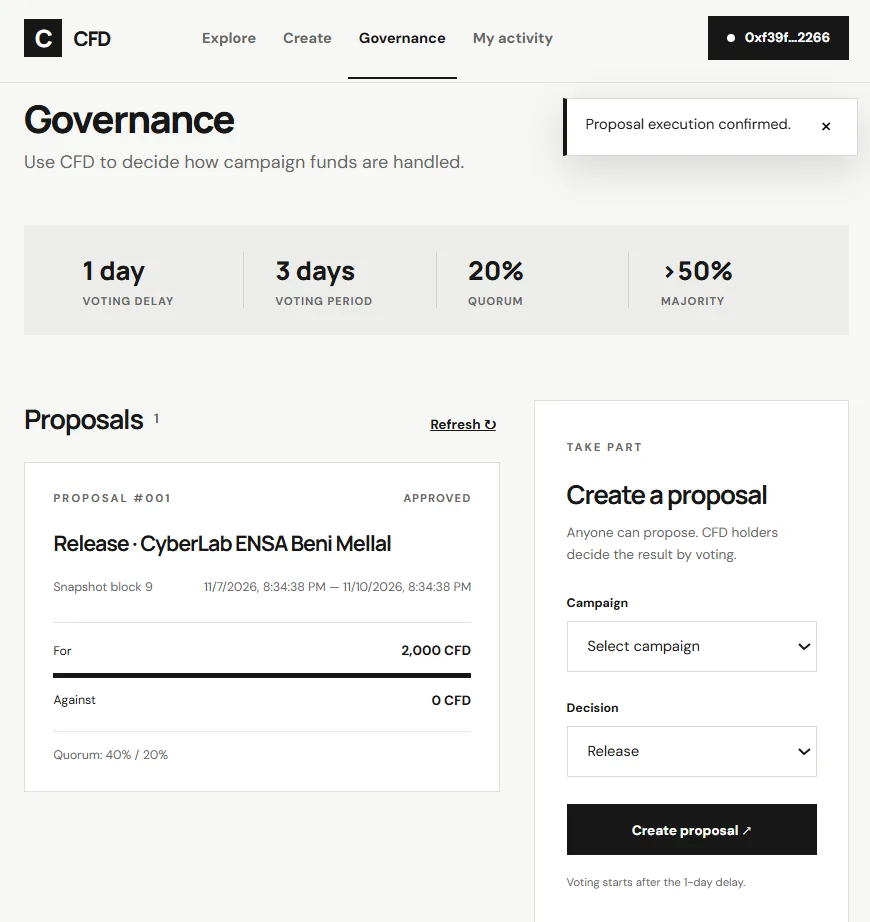 C CFD Explore Create Governance My activity 0xf39f…2266
Governance
Proposal execution confirmed. ×
Use CFD to decide how campaign funds are handled.
1 day 3 days 20% >50%
VOTING DELAY VOTING PERIOD QUORUM MAJORITY
Proposals 1
Refresh ↻
PROPOSAL #001 APPROVED
Release · CyberLab ENSA Beni Mellal
Snapshot block 9 11/7/2026, 8:34:38 PM — 11/10/2026, 8:34:38 PM
For 2,000 CFD
Against 0 CFD
Quorum: 40% / 20%
TAKE PART
Create a proposal
Anyone can propose. CFD holders
decide the result by voting.
Campaign
Select campaign
Decision
Release
Create proposal ↗
Voting starts after the 1-day delay.